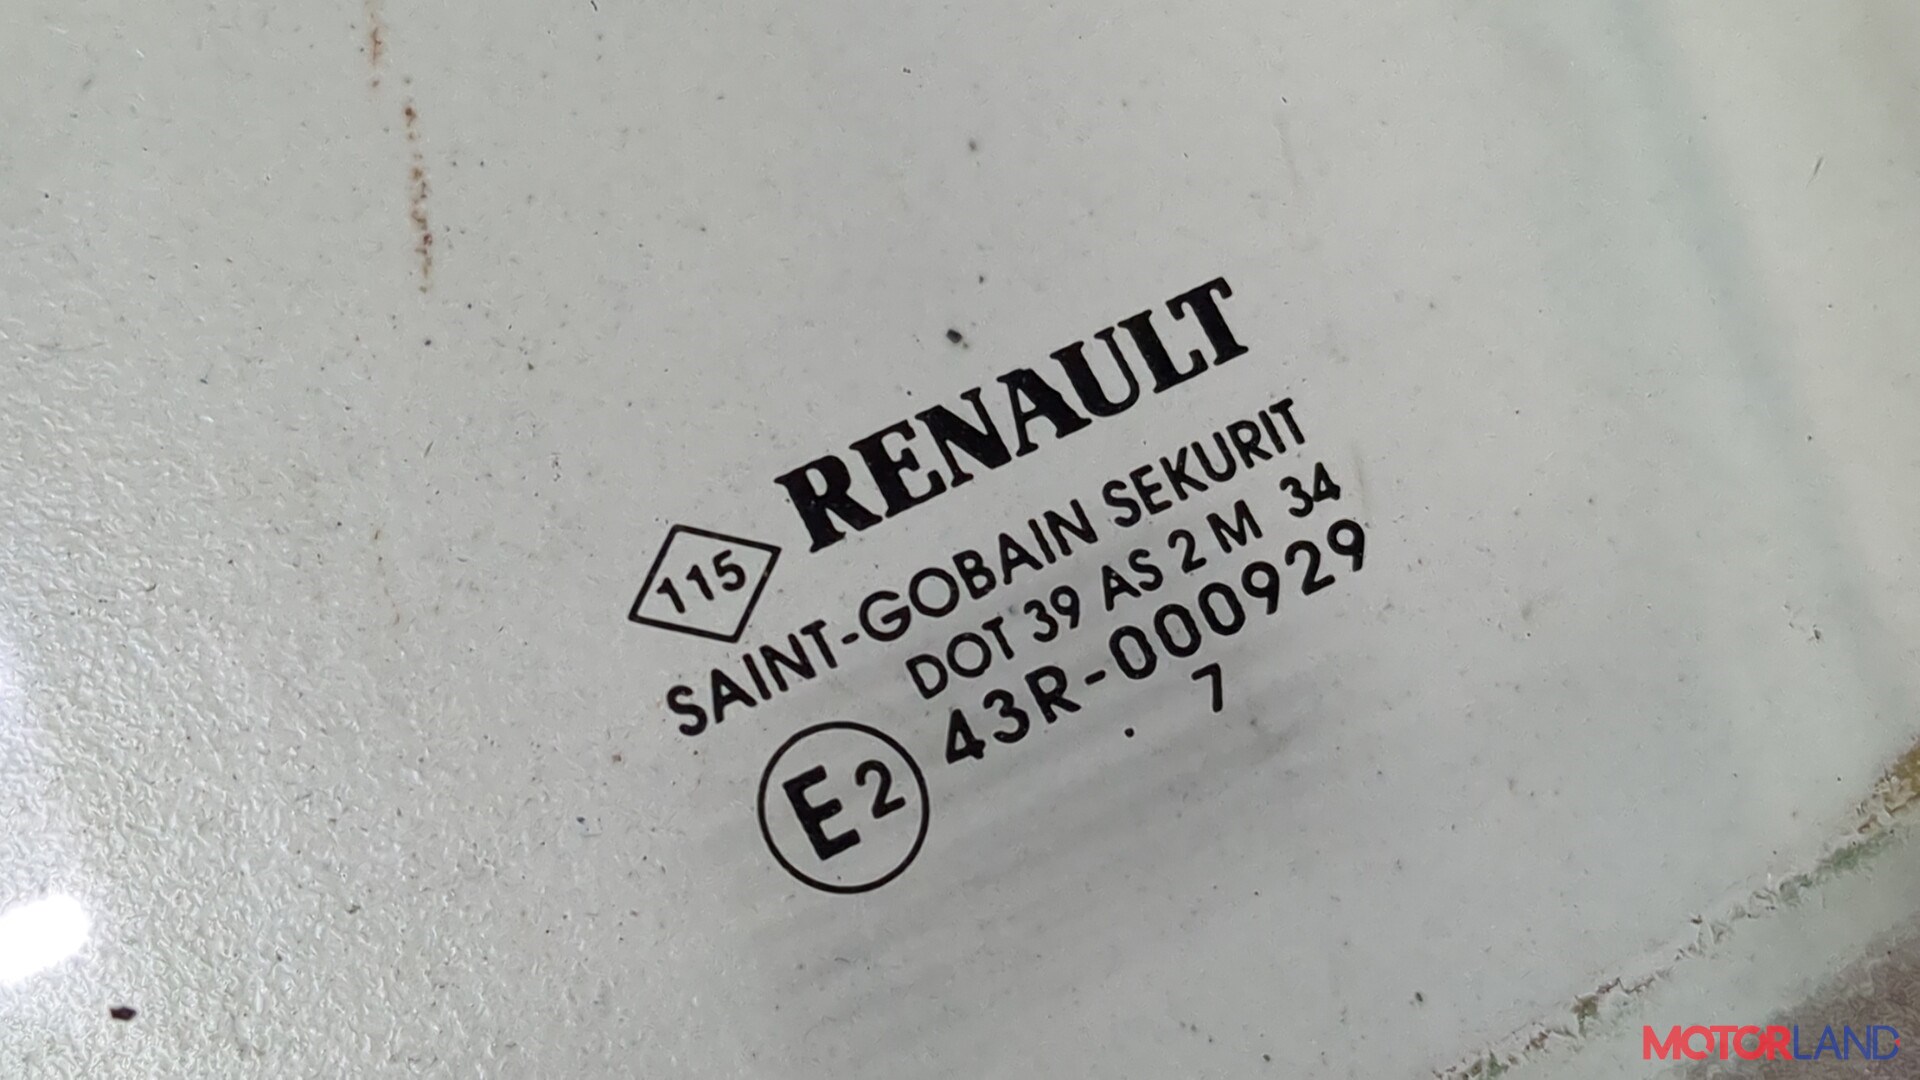 115 RENAULT
SAINT-GOBAIN SEKURIT
DOT 39 AS 2 M 34
E2 43R-000929
. 7
MOTORLAND